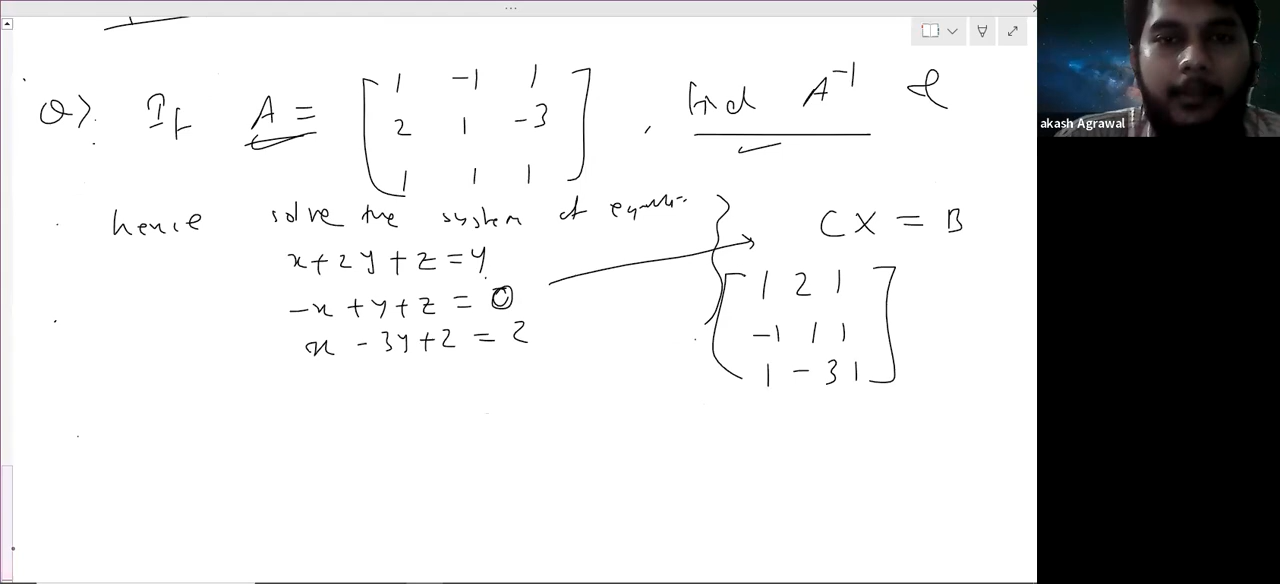 Q). If A = [ 1 -1 1
2 1 -3
1 1 1 ], find A⁻¹ &
hence solve the system of
x + 2y + z = 4
-x + y + z = 0
x - 3y + z = 2
CX = B
[ 1 2 1
-1 1 1
1 -3 1 ]
akash Agrawal